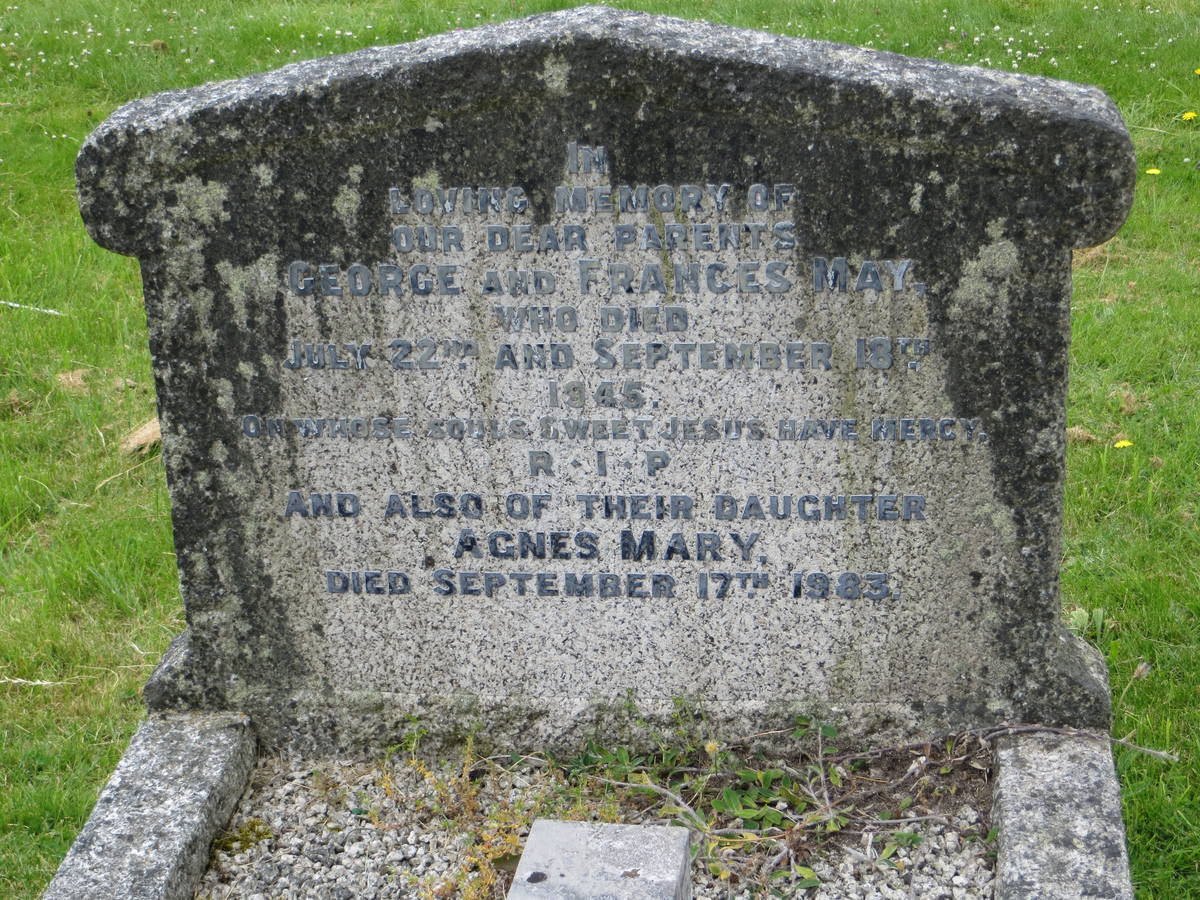 IN
LOVING MEMORY OF
OUR DEAR PARENTS
GEORGE AND FRANCES MAY,
WHO DIED
JULY 22ND. AND SEPTEMBER 18TH.
1945.
ON WHOSE SOULS SWEET JESUS HAVE MERCY.
R · I · P
AND ALSO OF THEIR DAUGHTER
AGNES MARY,
DIED SEPTEMBER 17TH. 1983.